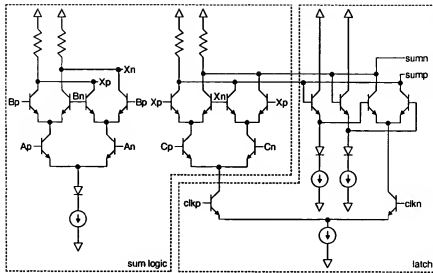 Xn
Xp
Bp
Bn
Bp
Ap
An
sum logic
Xp
Xn
Xp
Cp
Cn
clkp
clkn
sumn
sump
latch